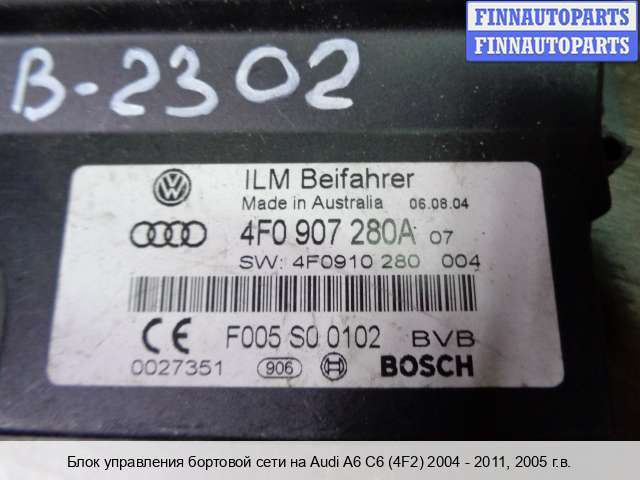 FINNAUTOPARTS
FINNAUTOPARTS
B-2302
ILM Beifahrer
Made in Australia 06.08.04
4F0 907 280A 07
SW: 4F0910 280 004
CE F005 S0 0102 BVB
0027351 906 BOSCH
Блок управления бортовой сети на Audi A6 C6 (4F2) 2004 - 2011, 2005 г.в.